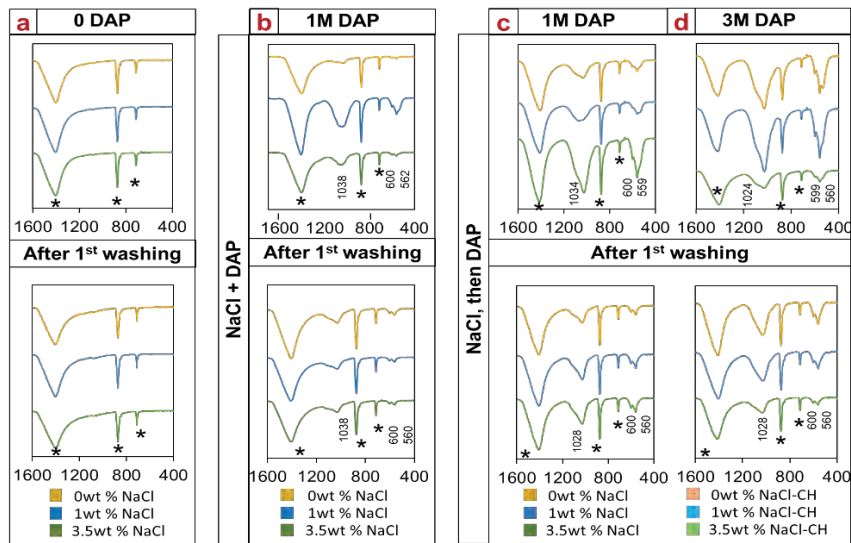 a 0 DAP
b 1M DAP
c 1M DAP
d 3M DAP
1600 1200 800 400
* * *
1600 1200 800 400
1038 600 562
* * *
1600 1200 800 400
1034 600 559
* * *
1600 1200 800 400
1024 599 560
* * *
NaCl + DAP
NaCl, then DAP
After 1st washing
After 1st washing
After 1st washing
1600 1200 800 400
* * *
1600 1200 800 400
1038 600 560
* * *
1600 1200 800 400
1028 600 560
* * *
1600 1200 800 400
1028 600 560
* * *
0wt % NaCl
1wt % NaCl
3.5wt % NaCl
0wt % NaCl
1wt % NaCl
3.5wt % NaCl
0wt % NaCl
1wt % NaCl
3.5wt % NaCl
0wt % NaCl-CH
1wt % NaCl-CH
3.5wt % NaCl-CH